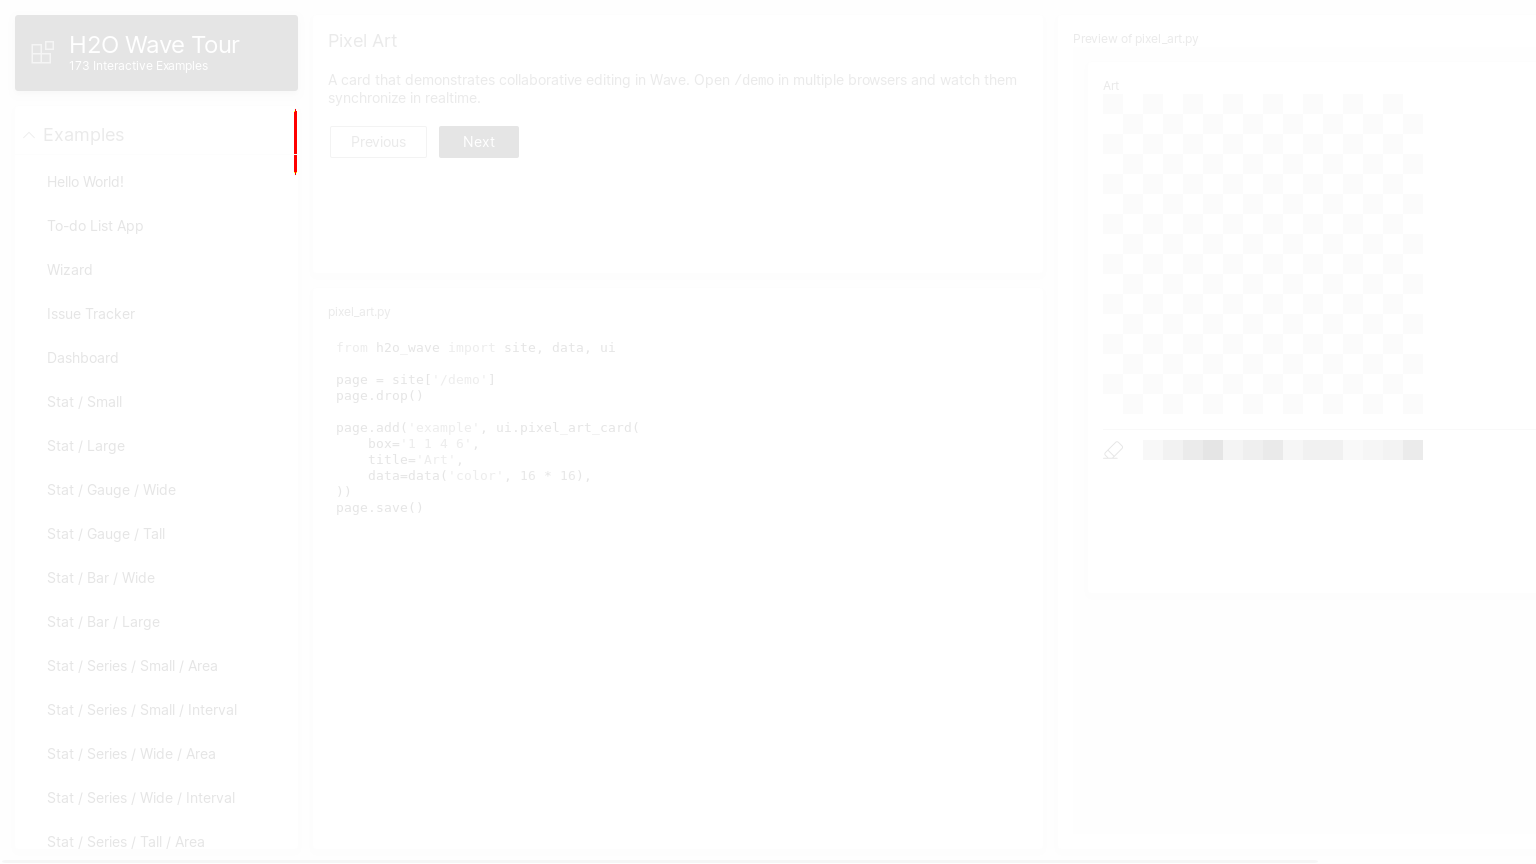 H2O Wave Tour
173 Interactive Examples
Examples
Hello World!
To-do List App
Wizard
Issue Tracker
Dashboard
Stat / Small
Stat / Large
Stat / Gauge / Wide
Stat / Gauge / Tall
Stat / Bar / Wide
Stat / Bar / Large
Stat / Series / Small / Area
Stat / Series / Small / Interval
Stat / Series / Wide / Area
Stat / Series / Wide / Interval
Stat / Series / Tall / Area
Pixel Art
A card that demonstrates collaborative editing in Wave. Open /demo in multiple browsers and watch them
synchronize in realtime.
Previous
Next
pixel_art.py
from h2o_wave import site, data, ui
page = site['/demo']
page.drop()
page.add('example', ui.pixel_art_card(
    box='1 1 4 6',
    title='Art',
    data=data('color', 16 * 16),
))
page.save()
Preview of pixel_art.py
Art